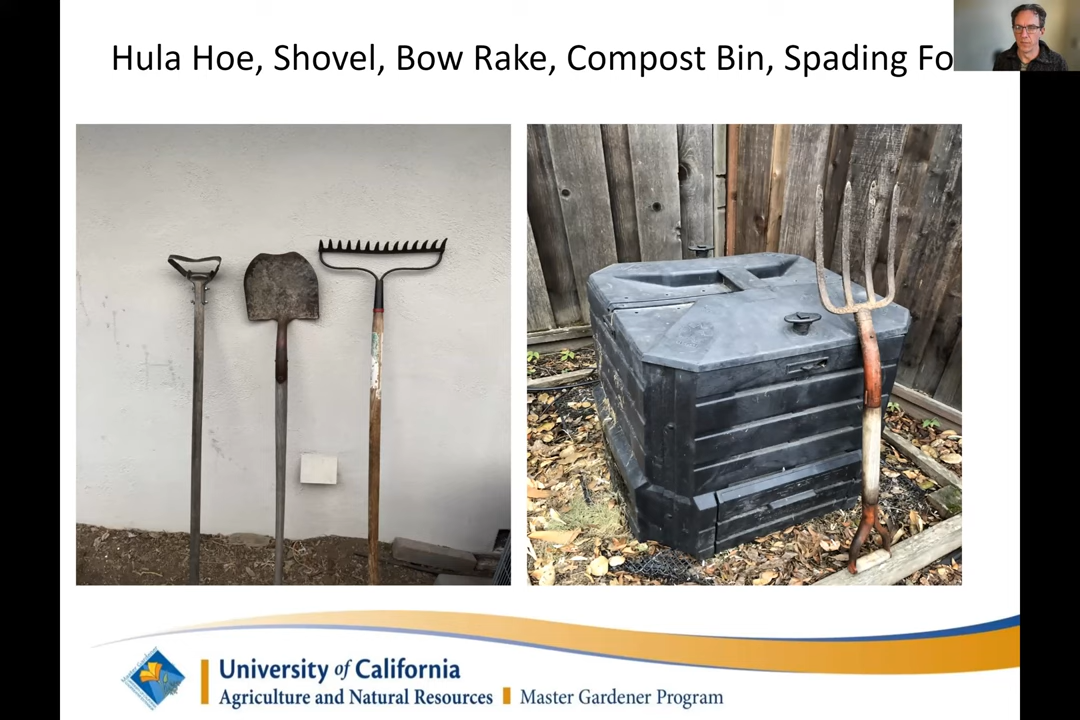 Hula Hoe, Shovel, Bow Rake, Compost Bin, Spading Fo
University of California
Agriculture and Natural Resources Master Gardener Program